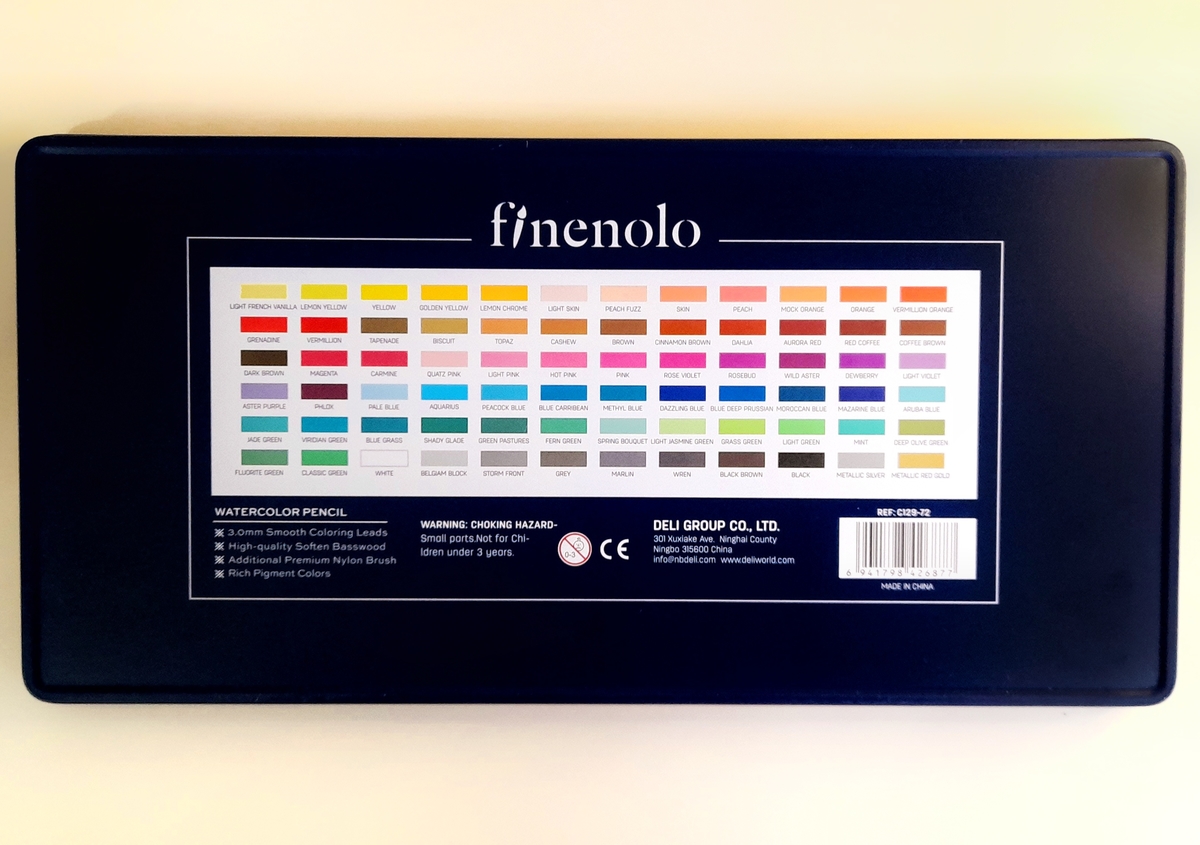 finenolo
LIGHT FRENCH VANILLA LEMON YELLOW YELLOW GOLDEN YELLOW LEMON CHROME LIGHT SKIN PEACH FUZZ SKIN PEACH MOCK ORANGE ORANGE VERMILLION ORANGE
GRENADINE VERMILLION TAPENADE BISCUIT TOPAZ CASHEW BROWN CINNAMON BROWN DAHLIA AURORA RED RED COFFEE COFFEE BROWN
DARK BROWN MAGENTA CARMINE QUATZ PINK LIGHT PINK HOT PINK PINK ROSE VIOLET ROSEBUD WILD ASTER DEWBERRY LIGHT VIOLET
ASTER PURPLE PHLOX PALE BLUE AQUARIUS PEACOCK BLUE BLUE CARRIBEAN METHYL BLUE DAZZLING BLUE BLUE DEEP PRUSSIAN MOROCCAN BLUE MAZARINE BLUE ARUBA BLUE
JADE GREEN VIRIDIAN GREEN BLUE GRASS SHADY GLADE GREEN PASTURES FERN GREEN SPRING BOUQUET LIGHT JASMINE GREEN GRASS GREEN LIGHT GREEN MINT DEEP OLIVE GREEN
FLUORITE GREEN CLASSIC GREEN WHITE BELGIAM BLOCK STORM FRONT GREY MARLIN WREN BLACK BROWN BLACK METALLIC SILVER METALLIC RED GOLD
WATERCOLOR PENCIL
3.0mm Smooth Coloring Leads
High-quality Soften Basswood
Additional Premium Nylon Brush
Rich Pigment Colors
WARNING: CHOKING HAZARD-
Small parts.Not for Chi-
ldren under 3 years.
0-3
CE
DELI GROUP CO., LTD.
301 Xuxiake Ave. Ninghai County
Ningbo 315600 China
info@nbdeli.com www.deliworld.com
REF: C129-72
6 941798 426877
MADE IN CHINA